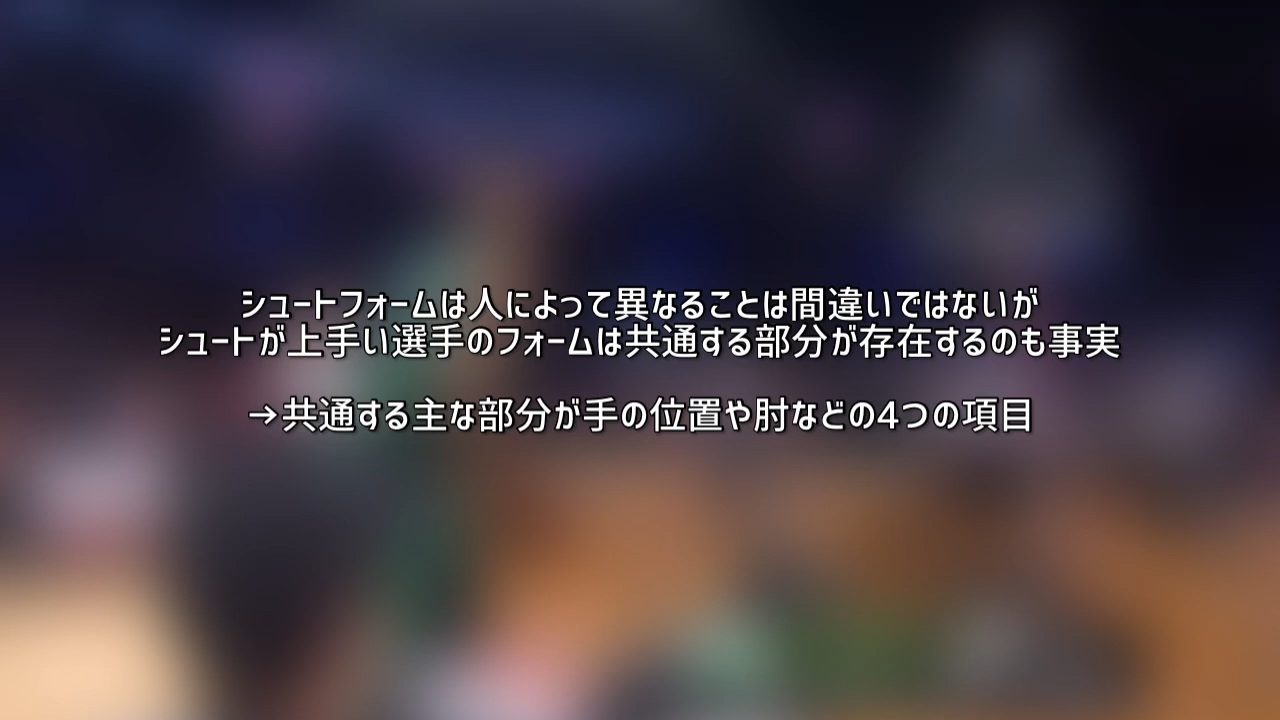 シュートフォームは人によって異なることは間違いではないが
シュートが上手い選手のフォームは共通する部分が存在するのも事実
→共通する主な部分が手の位置や肘などの4つの項目